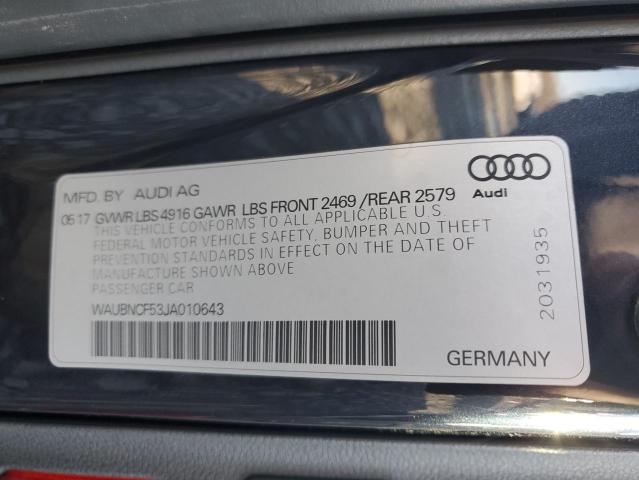 MFD. BY AUDI AG
Audi
05 17 GVWR LBS 4916 GAWR LBS FRONT 2469 /REAR 2579
THIS VEHICLE CONFORMS TO ALL APPLICABLE U.S.
FEDERAL MOTOR VEHICLE SAFETY, BUMPER AND THEFT
PREVENTION STANDARDS IN EFFECT ON THE DATE OF
MANUFACTURE SHOWN ABOVE
PASSENGER CAR
WAUBNCF53JA010643
GERMANY
2031935